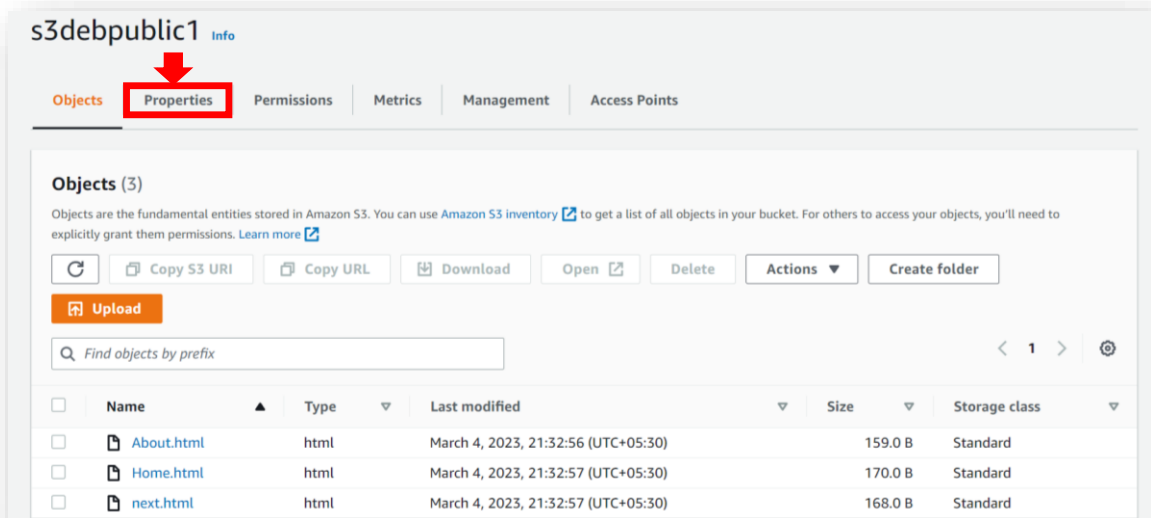 s3debpublic1 Info
Objects Properties Permissions Metrics Management Access Points
Objects (3)
Objects are the fundamental entities stored in Amazon S3. You can use Amazon S3 inventory to get a list of all objects in your bucket. For others to access your objects, you'll need to
explicitly grant them permissions. Learn more
Copy S3 URI Copy URL Download Open Delete Actions Create folder
Upload
Find objects by prefix 1
Name Type Last modified Size Storage class
About.html html March 4, 2023, 21:32:56 (UTC+05:30) 159.0 B Standard
Home.html html March 4, 2023, 21:32:57 (UTC+05:30) 170.0 B Standard
next.html html March 4, 2023, 21:32:57 (UTC+05:30) 168.0 B Standard